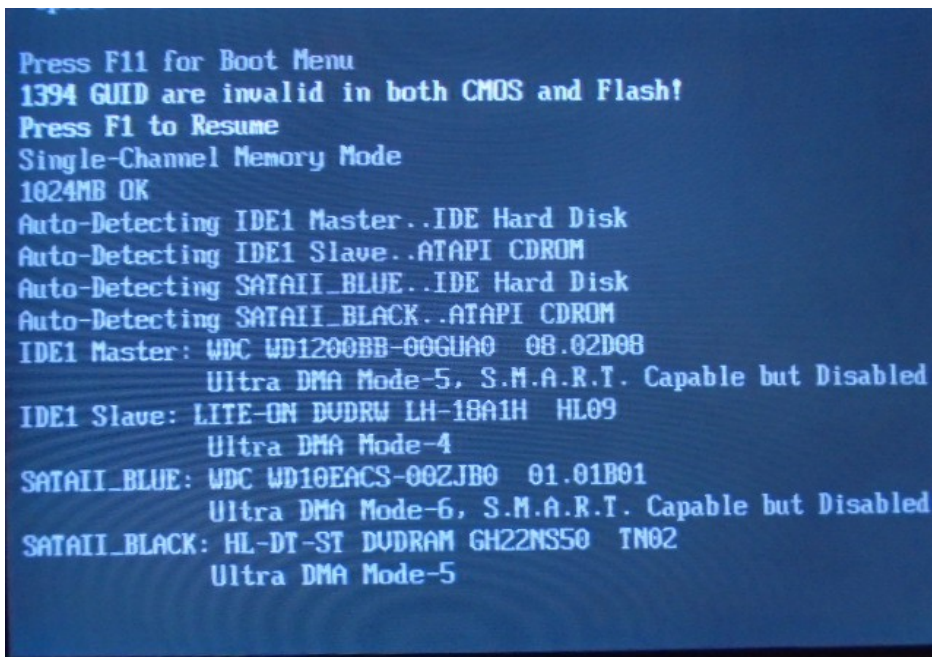 Press F11 for Boot Menu
1394 GUID are invalid in both CMOS and Flash!
Press F1 to Resume
Single-Channel Memory Mode
1024MB OK
Auto-Detecting IDE1 Master..IDE Hard Disk
Auto-Detecting IDE1 Slave..ATAPI CDROM
Auto-Detecting SATAII_BLUE..IDE Hard Disk
Auto-Detecting SATAII_BLACK..ATAPI CDROM
IDE1 Master: WDC WD1200BB-00GUA0 08.02D08
Ultra DMA Mode-5, S.M.A.R.T. Capable but Disabled
IDE1 Slave: LITE-ON DVDRW LH-18A1H HL09
Ultra DMA Mode-4
SATAII_BLUE: WDC WD10EACS-00ZJB0 01.01B01
Ultra DMA Mode-6, S.M.A.R.T. Capable but Disabled
SATAII_BLACK: HL-DT-ST DVDRAM GH22NS50 TN02
Ultra DMA Mode-5